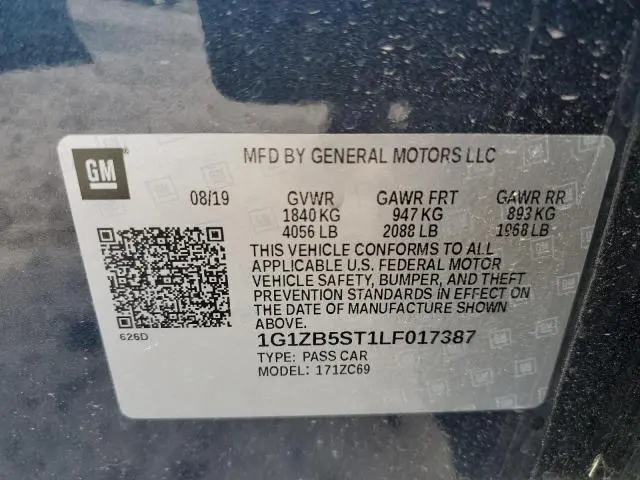 GM
MFD BY GENERAL MOTORS LLC
08/19 GVWR GAWR FRT GAWR RR
1840 KG 947 KG 893 KG
4056 LB 2088 LB 1968 LB
THIS VEHICLE CONFORMS TO ALL
APPLICABLE U.S. FEDERAL MOTOR
VEHICLE SAFETY, BUMPER, AND THEFT
PREVENTION STANDARDS IN EFFECT ON
THE DATE OF MANUFACTURE SHOWN
ABOVE.
626D
1G1ZB5ST1LF017387
TYPE: PASS CAR
MODEL: 171ZC69